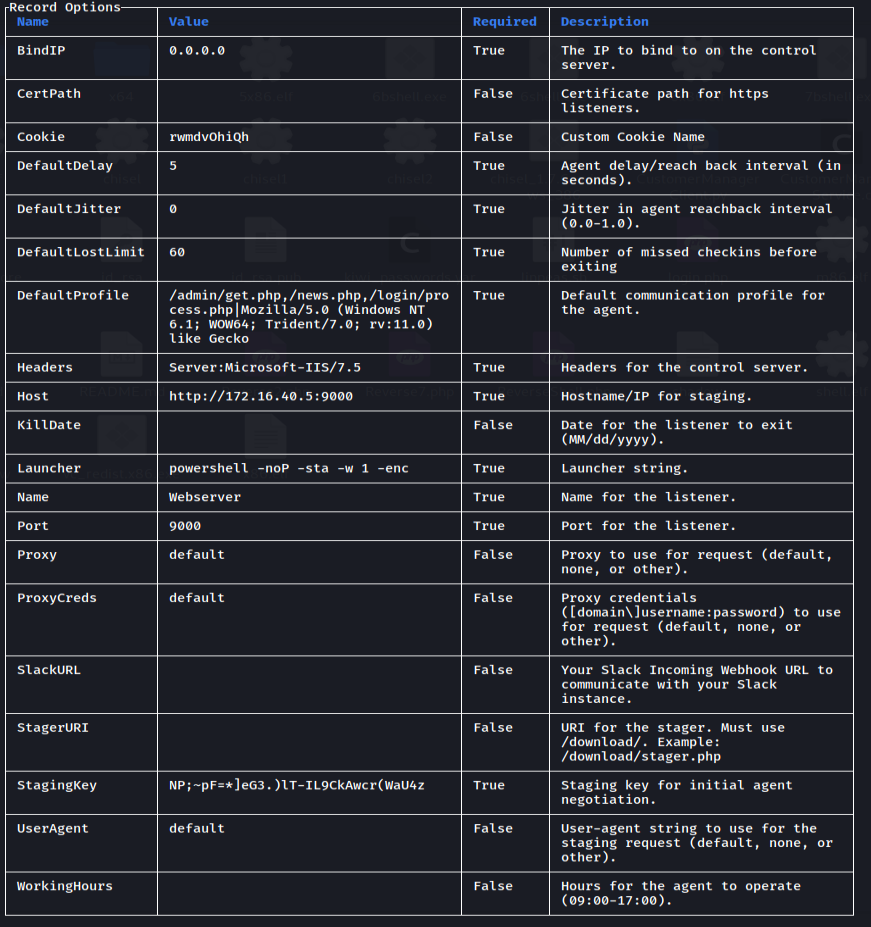 Record Options
Name Value Required Description
BindIP 0.0.0.0 True The IP to bind to on the control
server.
CertPath False Certificate path for https
listeners.
Cookie rwmdvOhiQh False Custom Cookie Name
DefaultDelay 5 True Agent delay/reach back interval (in
seconds).
DefaultJitter 0 True Jitter in agent reachback interval
(0.0-1.0).
DefaultLostLimit 60 True Number of missed checkins before
exiting
DefaultProfile /admin/get.php,/news.php,/login/pro True Default communication profile for
cess.php|Mozilla/5.0 (Windows NT the agent.
6.1; WOW64; Trident/7.0; rv:11.0)
like Gecko
Headers Server:Microsoft-IIS/7.5 True Headers for the control server.
Host http://172.16.40.5:9000 True Hostname/IP for staging.
KillDate False Date for the listener to exit
(MM/dd/yyyy).
Launcher powershell -noP -sta -w 1 -enc True Launcher string.
Name Webserver True Name for the listener.
Port 9000 True Port for the listener.
Proxy default False Proxy to use for request (default,
none, or other).
ProxyCreds default False Proxy credentials
([domain\]username:password) to use
for request (default, none, or
other).
SlackURL False Your Slack Incoming Webhook URL to
communicate with your Slack
instance.
StagerURI False URI for the stager. Must use
/download/. Example:
/download/stager.php
StagingKey NP;~pF=*]eG3.)lT-IL9CkAwcr(WaU4z True Staging key for initial agent
negotiation.
UserAgent default False User-agent string to use for the
staging request (default, none, or
other).
WorkingHours False Hours for the agent to operate
(09:00-17:00).